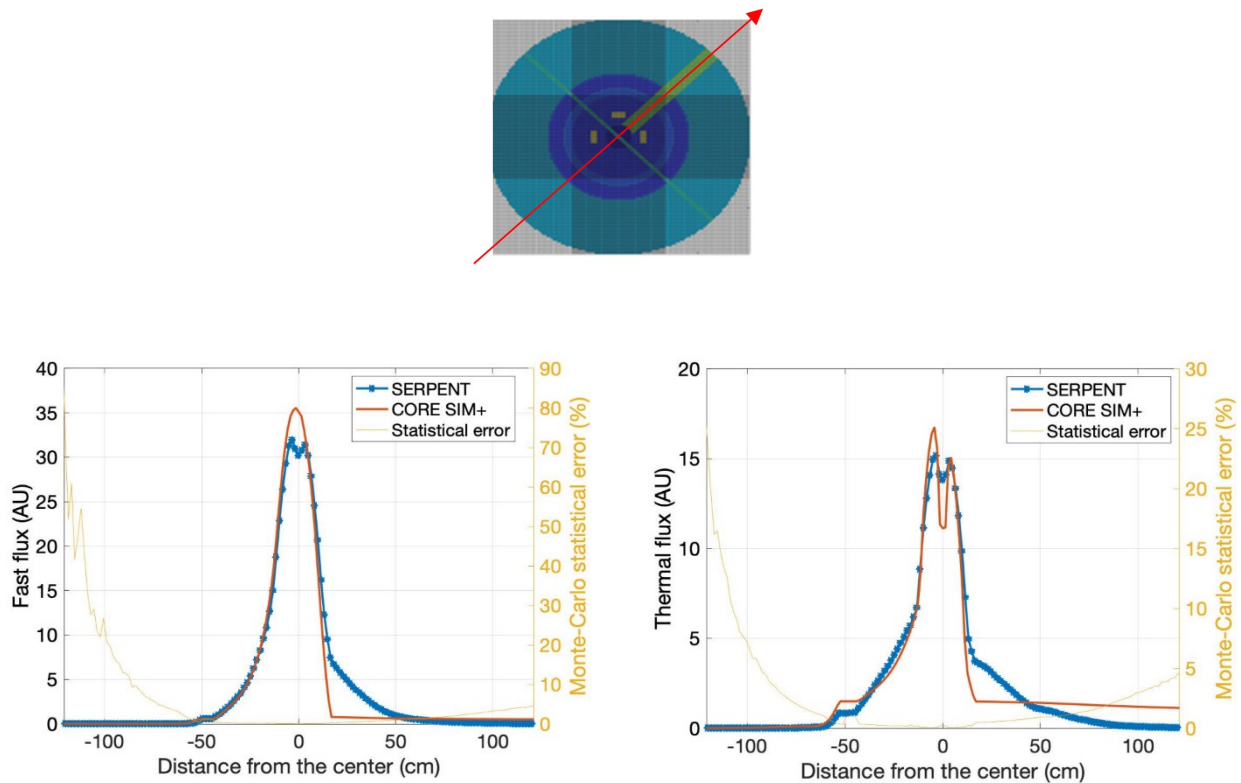 40
35
30
25
20
15
10
5
0
Fast flux (AU)
90
80
70
60
50
40
30
20
10
0
Monte-Carlo statistical error (%)
SERPENT
CORE SIM+
Statistical error
-100 -50 0 50 100
Distance from the center (cm)
20
15
10
5
0
Thermal flux (AU)
30
25
20
15
10
5
0
Monte-Carlo statistical error (%)
SERPENT
CORE SIM+
Statistical error
-100 -50 0 50 100
Distance from the center (cm)